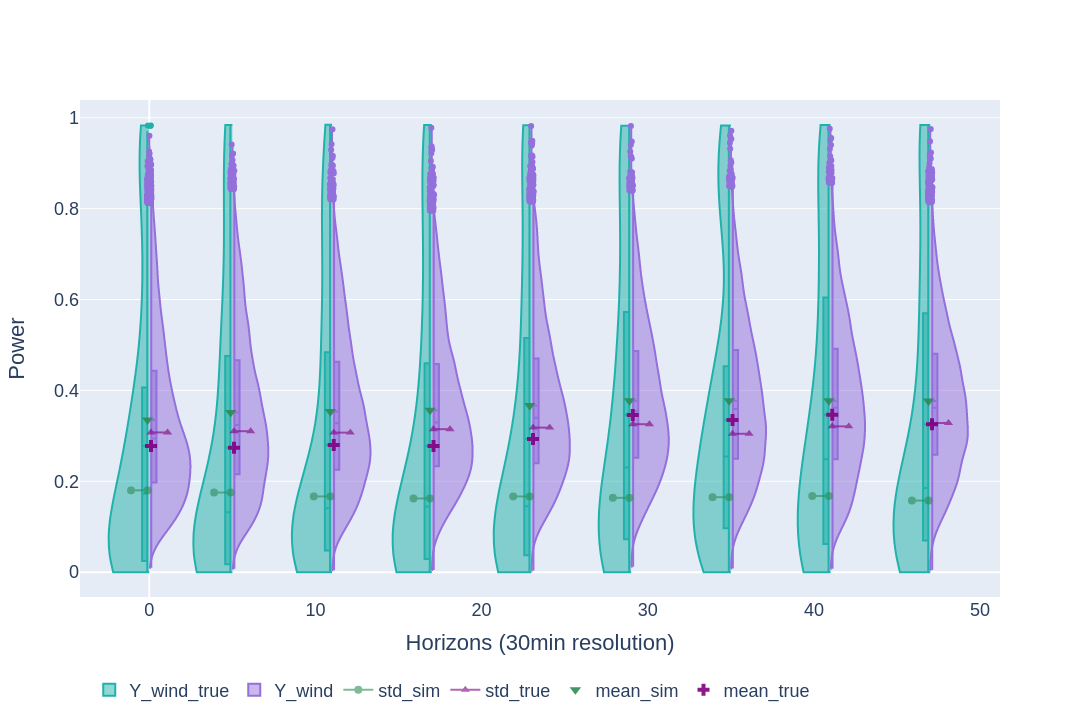 1
0.8
0.6
0.4
0.2
0
Power
0 10 20 30 40 50
Horizons (30min resolution)
Y_wind_true Y_wind std_sim std_true mean_sim mean_true